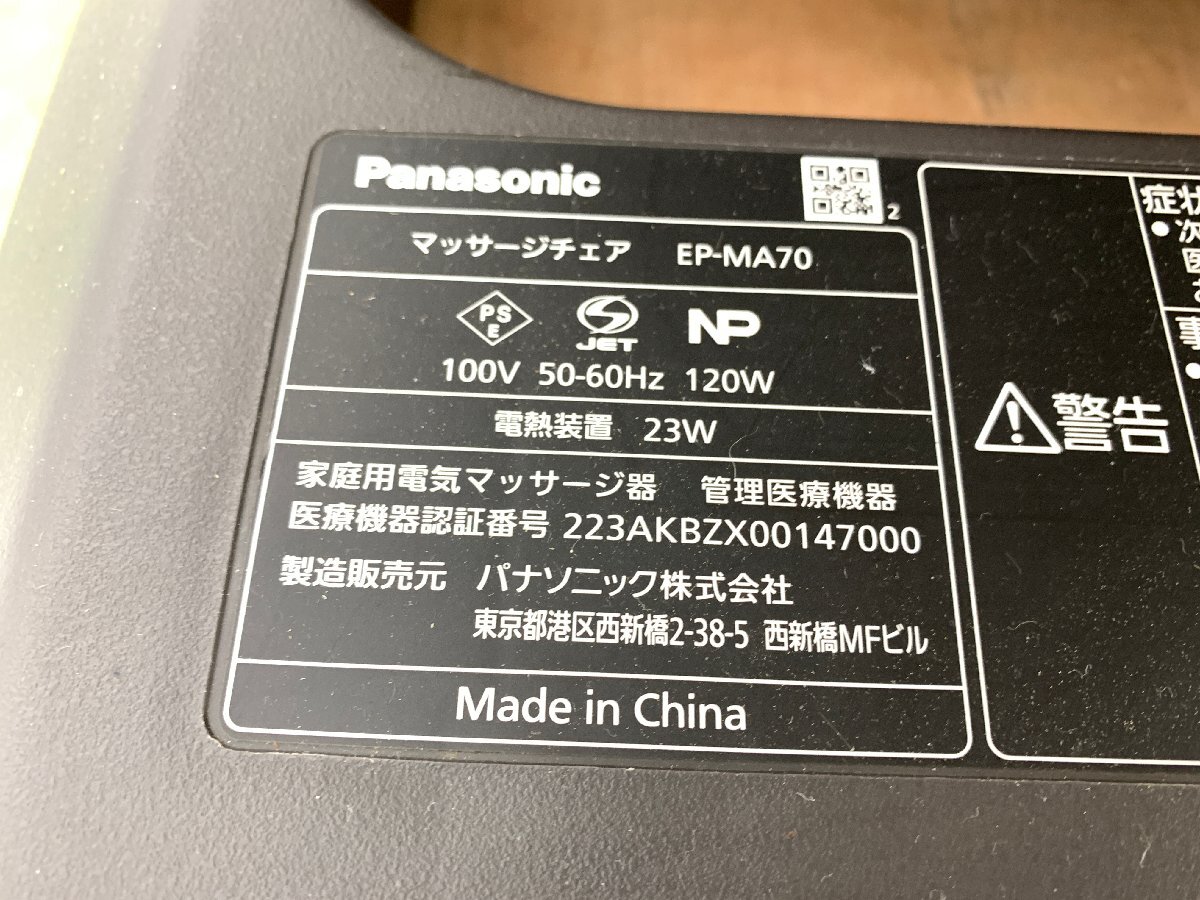 Panasonic
2
マッサージチェア EP-MA70
PS
E
JET
NP
100V 50-60Hz 120W
電熱装置 23W
家庭用電気マッサージ器 管理医療機器
医療機器認証番号 223AKBZX00147000
製造販売元 パナソニック株式会社
東京都港区西新橋2-38-5 西新橋MFビル
Made in China
警告
症状
●次
医
事
●